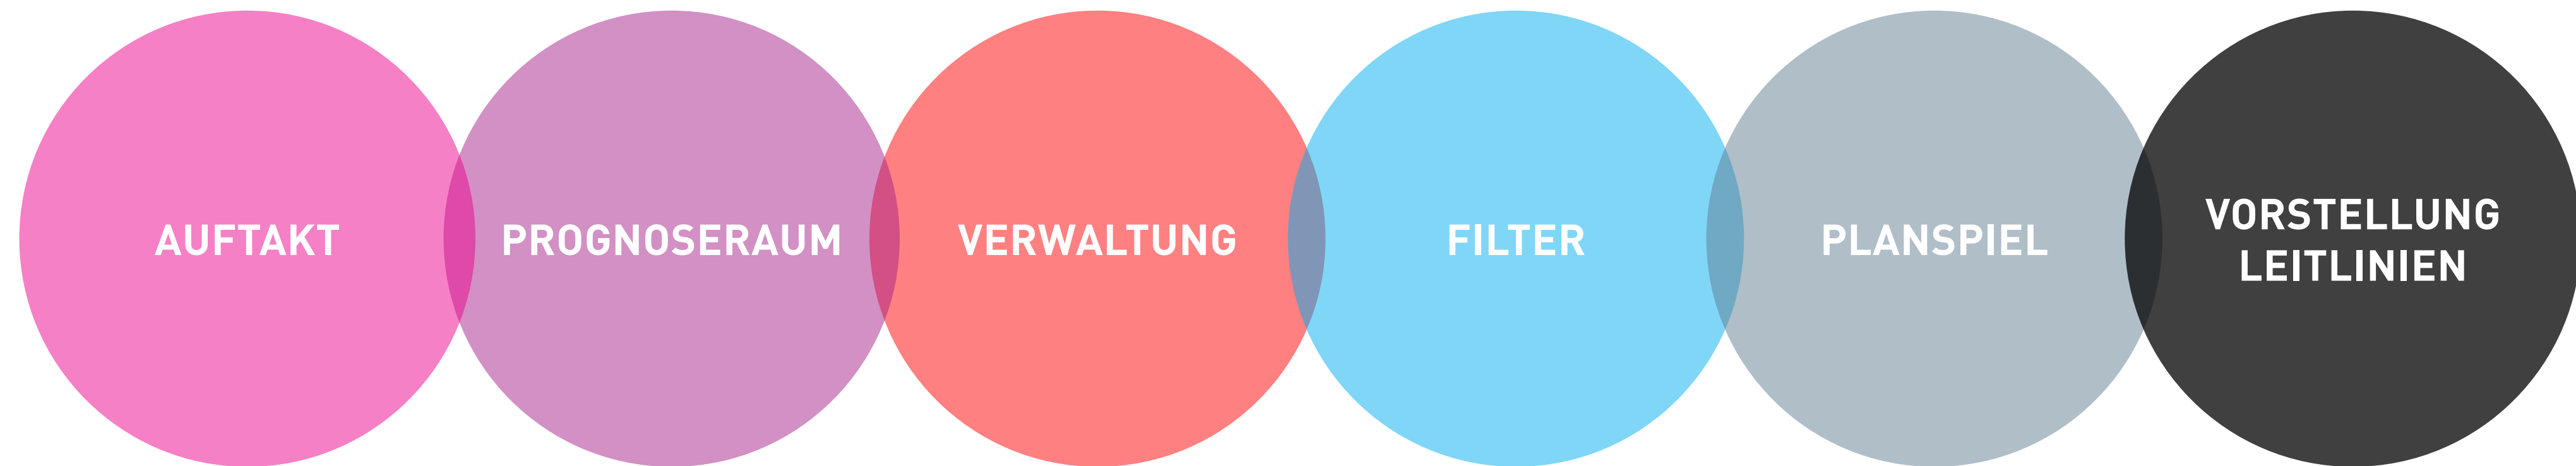 AUFTAKT
PROGNOSERAUM
VERWALTUNG
FILTER
PLANSPIEL
VORSTELLUNG
LEITLINIEN